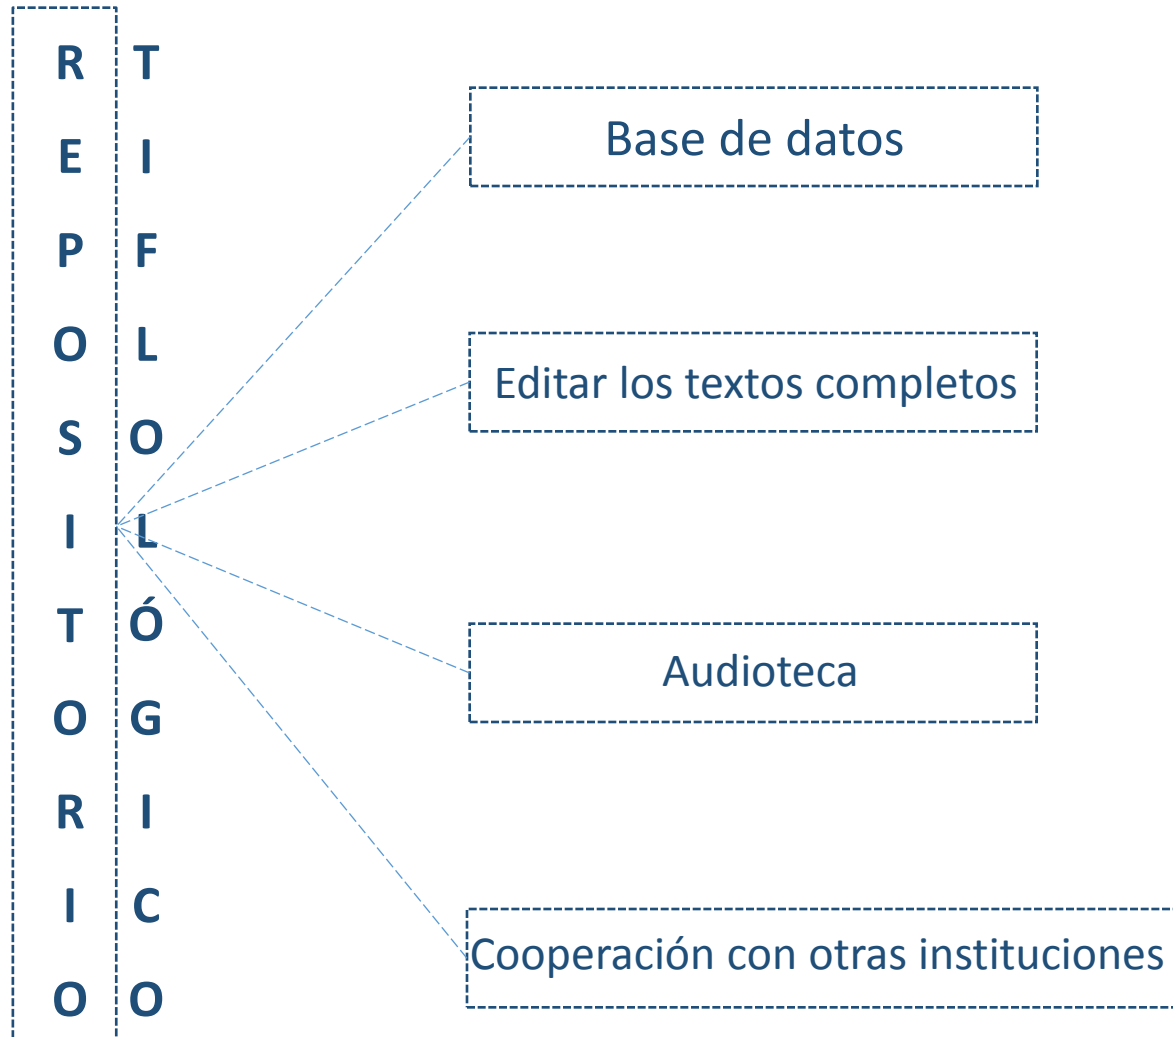 REPOSITORIO
TIFLOLÓGICO
Base de datos
Editar los textos completos
Audioteca
Cooperación con otras instituciones